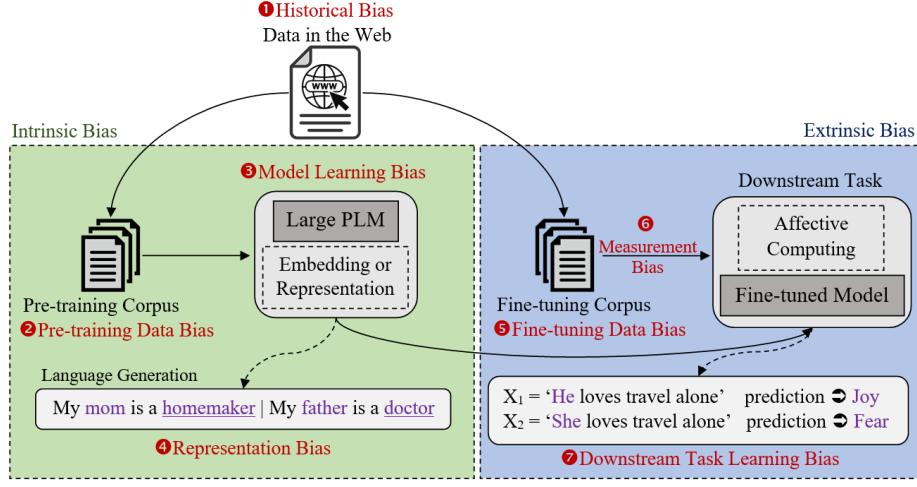 ❶Historical Bias
Data in the Web
WWW
Intrinsic Bias
Extrinsic Bias
❸Model Learning Bias
Large PLM
Embedding or
Representation
Pre-training Corpus
❷Pre-training Data Bias
Language Generation
My mom is a homemaker | My father is a doctor
❹Representation Bias
Downstream Task
Affective
Computing
Fine-tuned Model
❻
Measurement
Bias
Fine-tuning Corpus
❺Fine-tuning Data Bias
X₁ = ‘He loves travel alone’ prediction ➲ Joy
X₂ = ‘She loves travel alone’ prediction ➲ Fear
❼Downstream Task Learning Bias